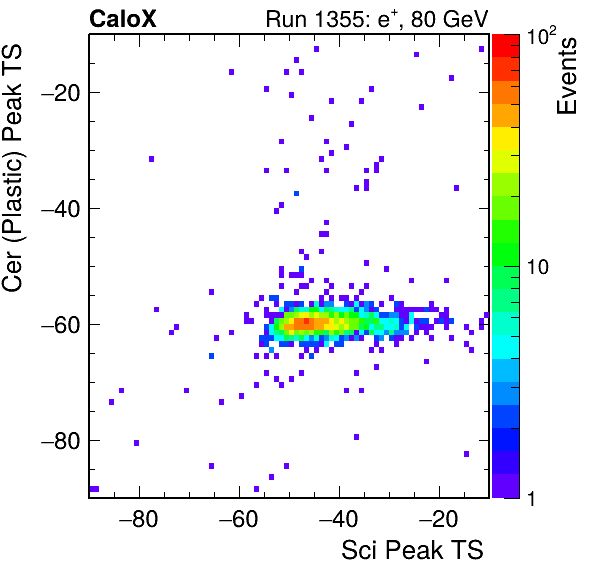 CaloX Run 1355: e⁺, 80 GeV
Cer (Plastic) Peak TS
−20
−40
−60
−80
−80 −60 −40 −20
Sci Peak TS
10²
10
1
Events